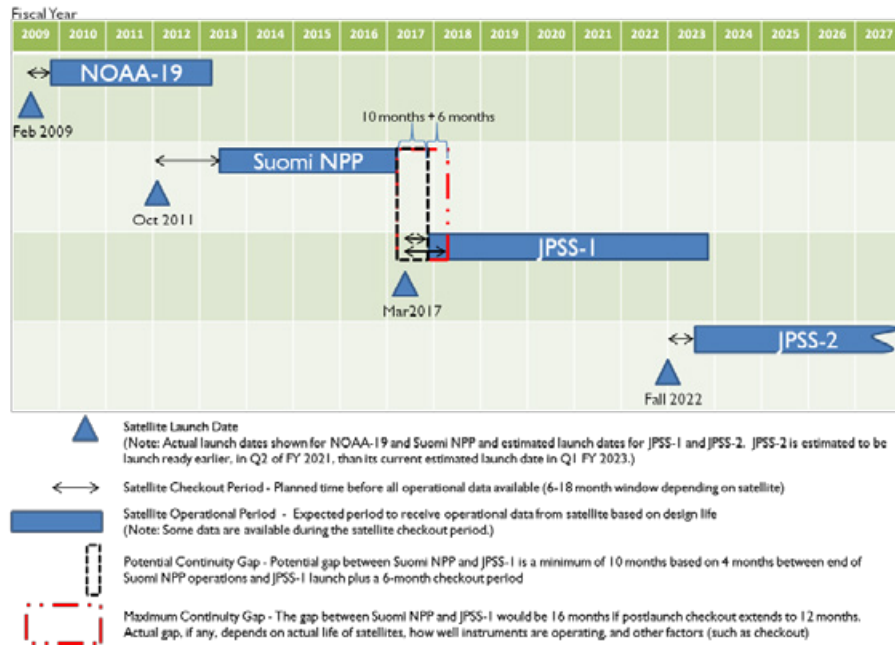 Fiscal Year
2009 2010 2011 2012 2013 2014 2015 2016 2017 2018 2019 2020 2021 2022 2023 2024 2025 2026 2027
NOAA-19
Feb 2009
10 months + 6 months
Suomi NPP
Oct 2011
JPSS-1
Mar2017
JPSS-2
Fall 2022
Satellite Launch Date
(Note: Actual launch dates shown for NOAA-19 and Suomi NPP and estimated launch dates for JPSS-1 and JPSS-2. JPSS-2 is estimated to be
launch ready earlier, in Q2 of FY 2021, than its current estimated launch date in Q1 FY 2023.)
Satellite Checkout Period - Planned time before all operational data available (6-18 month window depending on satellite)
Satellite Operational Period - Expected period to receive operational data from satellite based on design life
(Note: Some data are available during the satellite checkout period.)
Potential Continuity Gap - Potential gap between Suomi NPP and JPSS-1 is a minimum of 10 months based on 4 months between end of
Suomi NPP operations and JPSS-1 launch plus a 6-month checkout period
Maximum Continuity Gap - The gap between Suomi NPP and JPSS-1 would be 16 months if postlaunch checkout extends to 12 months.
Actual gap, if any, depends on actual life of satellites, how well instruments are operating, and other factors (such as checkout)